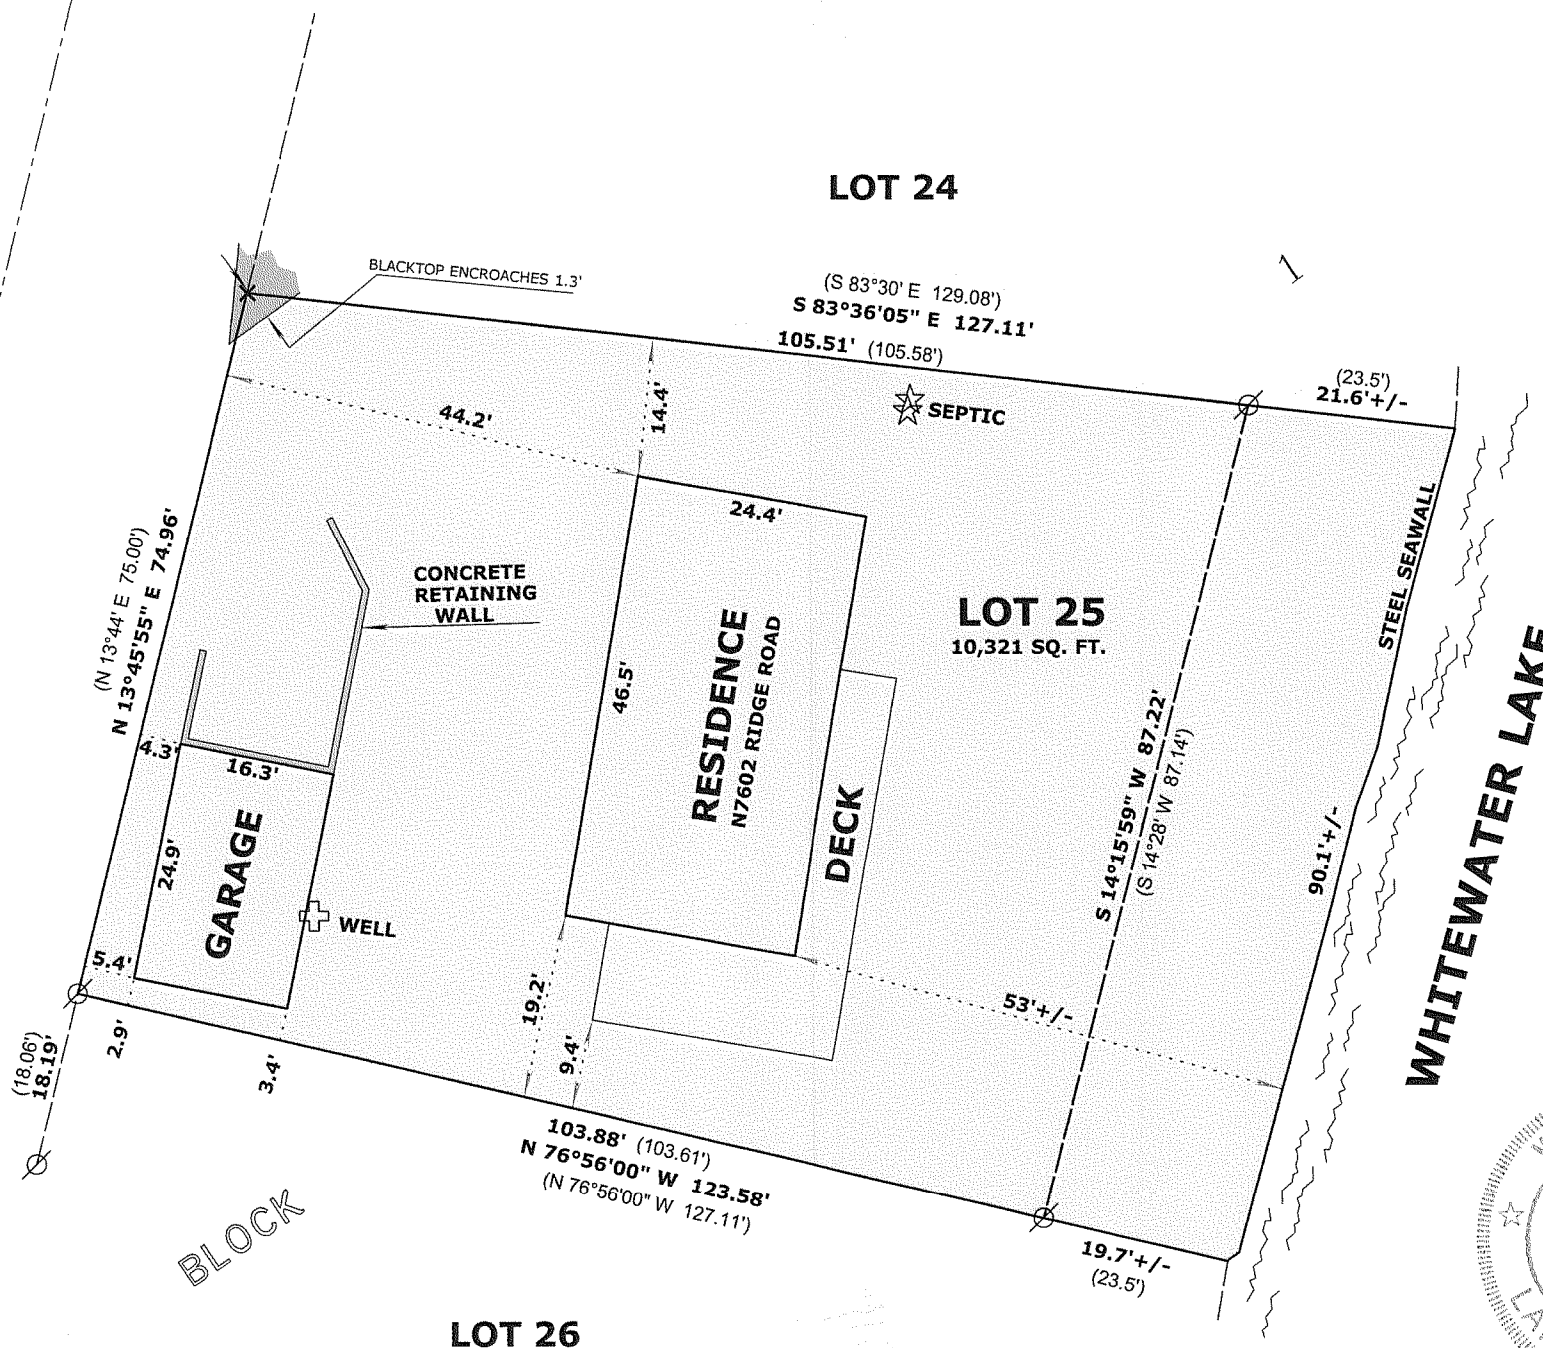 LOT 24
1
BLACKTOP ENCROACHES 1.3'
(S 83°30' E 129.08')
S 83°36'05" E 127.11'
105.51' (105.58')
(23.5')
21.6'+/-
44.2'
14.4'
SEPTIC
24.4'
STEEL SEAWALL
(N 13°44' E 75.00')
N 13°45'55" E 74.96'
CONCRETE
RETAINING
WALL
LOT 25
10,321 SQ. FT.
46.5'
RESIDENCE
N7602 RIDGE ROAD
4.3'
16.3'
S 14°15'59" W 87.22'
(S 14°28' W 87.14')
WHITEWATER LAKE
DECK
90.1'+/-
24.9'
GARAGE
WELL
5.4'
19.2'
53'+/-
(18.06')
18.19'
2.9'
3.4'
9.4'
103.88' (103.61')
N 76°56'00" W 123.58'
(N 76°56'00" W 127.11')
19.7'+/-
(23.5')
BLOCK
LOT 26